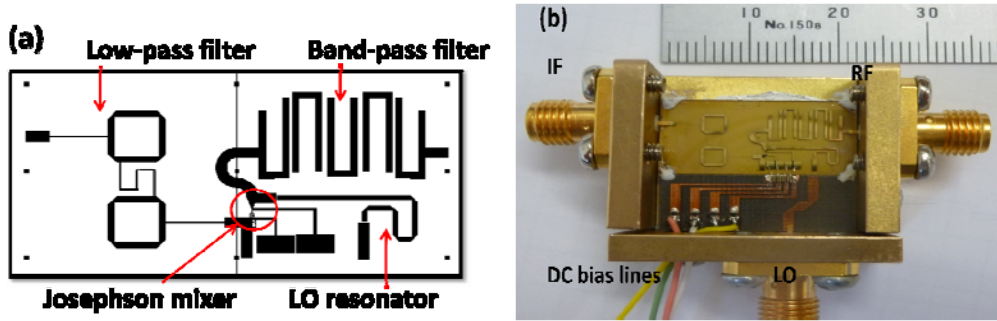 (a)
Low-pass filter
Band-pass filter
Josephson mixer
LO resonator
(b)
10 20 30
No.150B
IF
RF
DC bias lines
LO